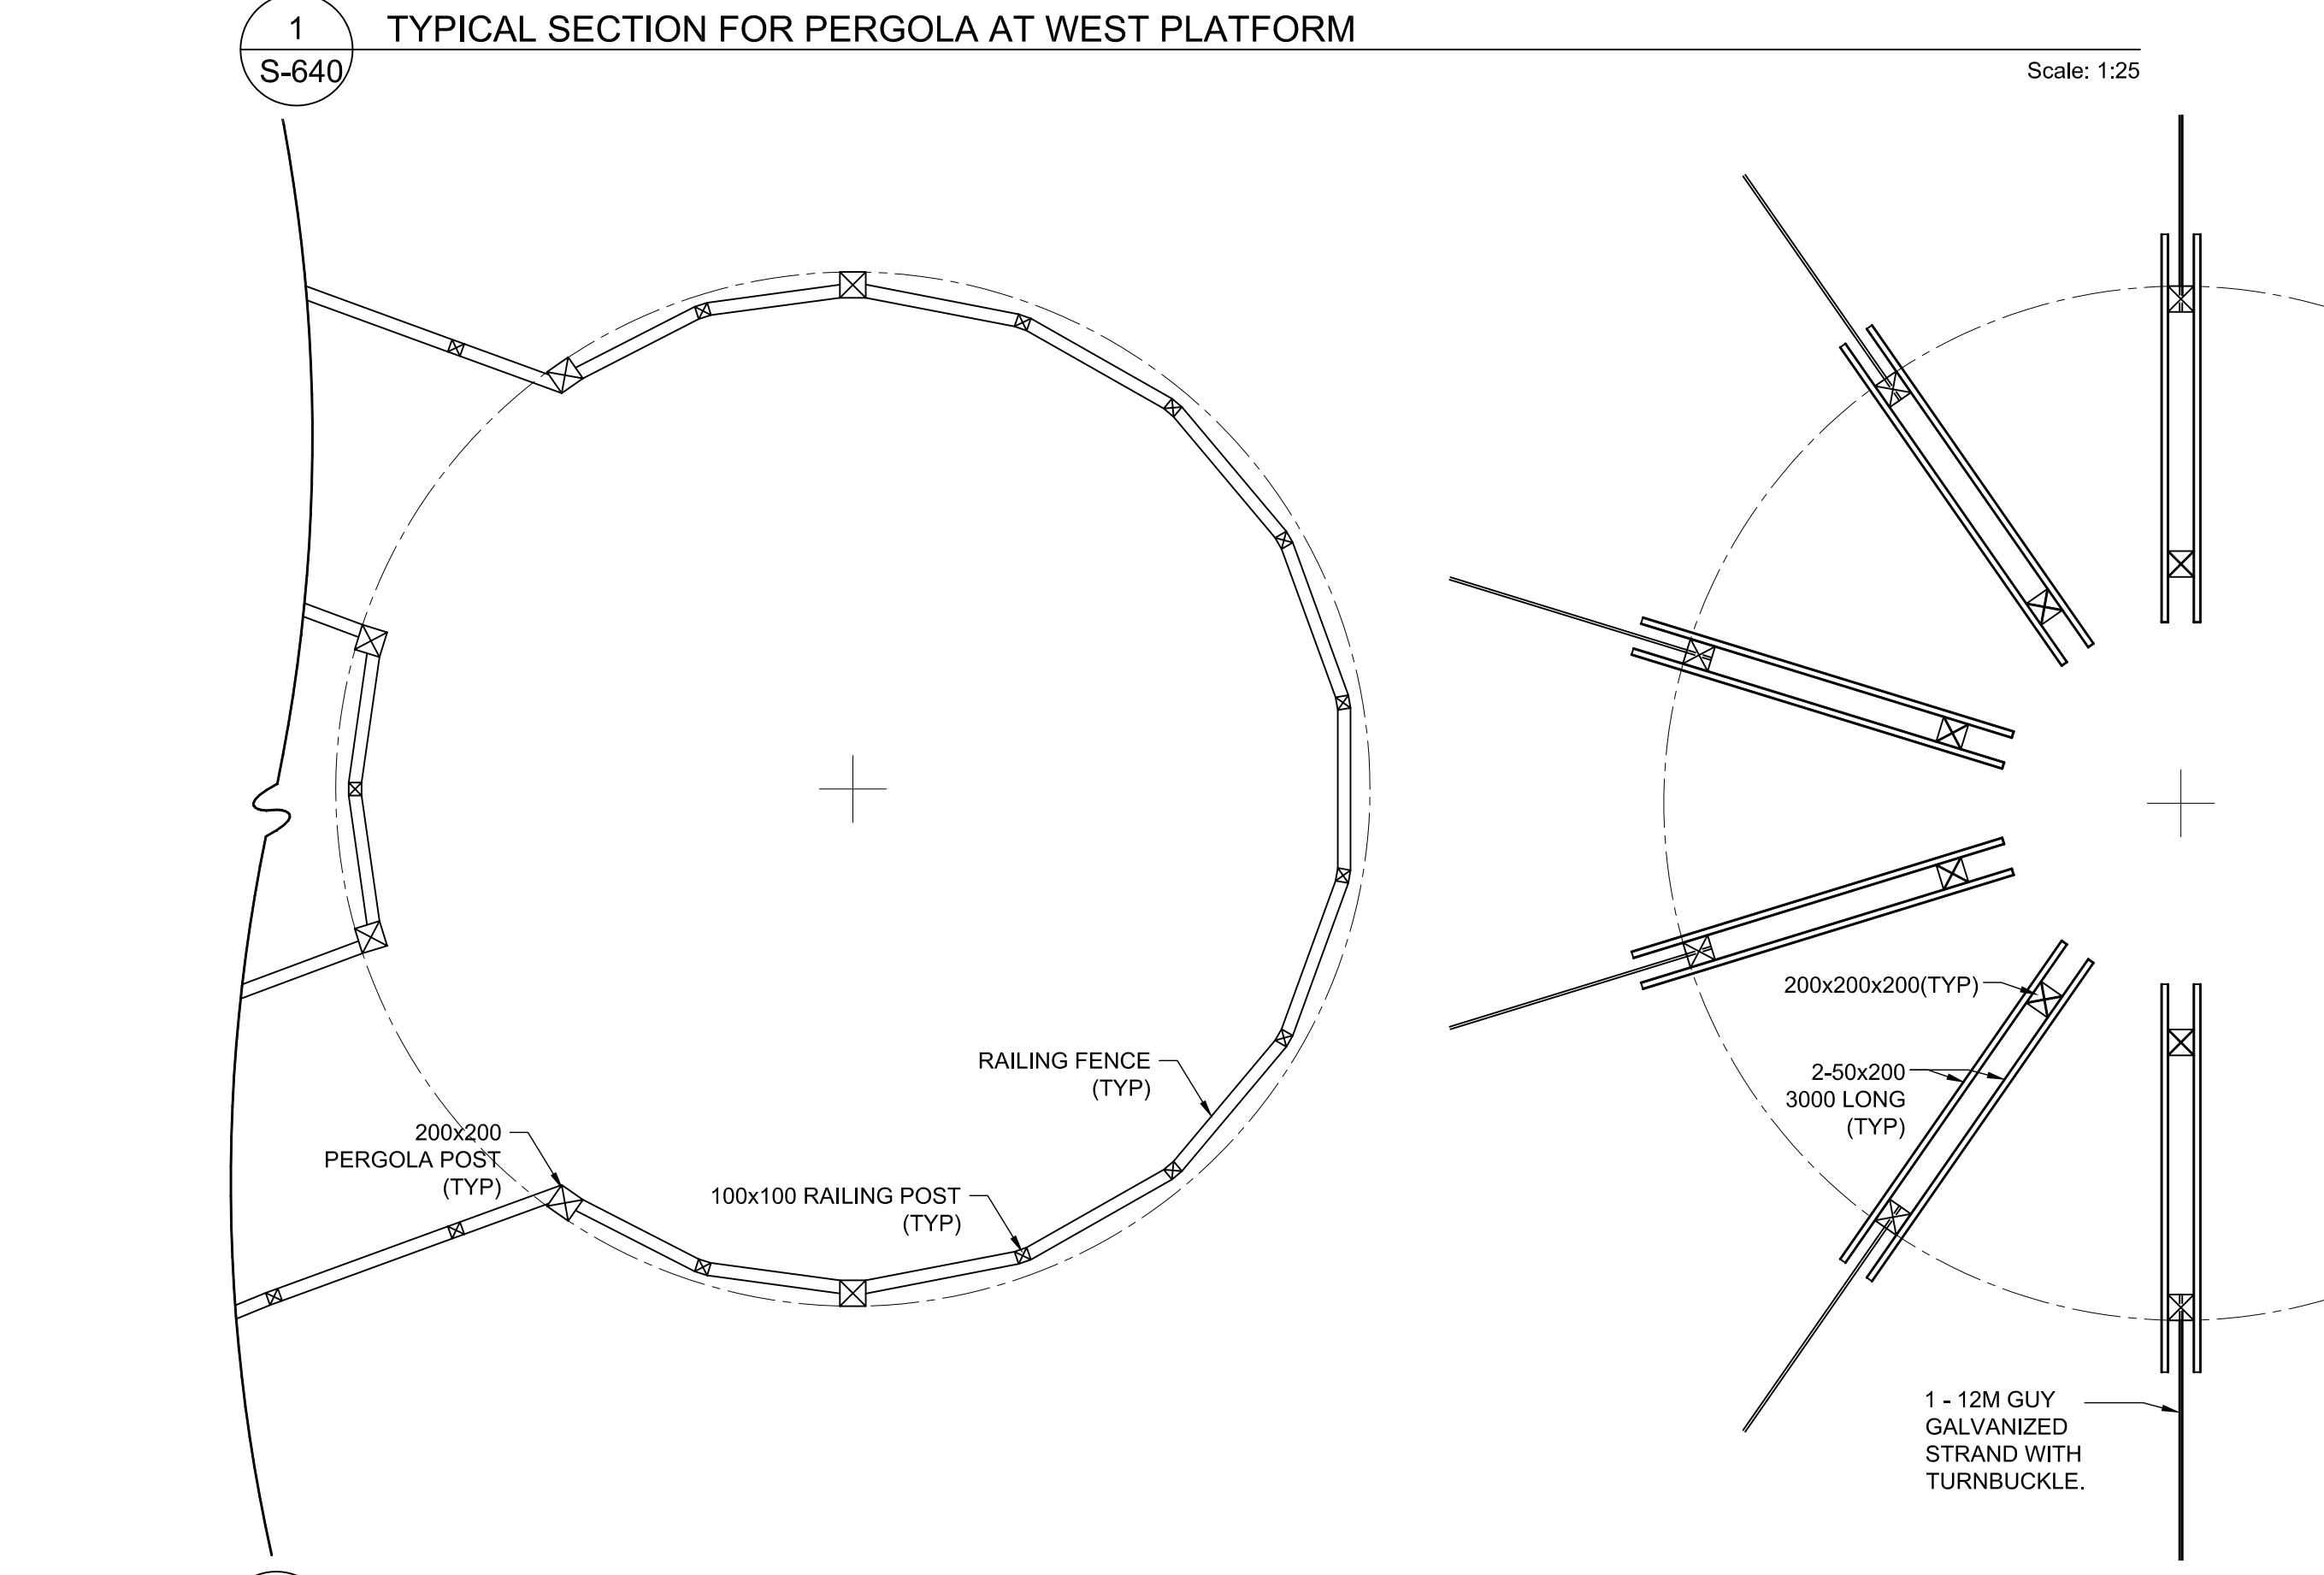 1
S-640
TYPICAL SECTION FOR PERGOLA AT WEST PLATFORM
Scale: 1:25
RAILING FENCE
(TYP)
200x200
PERGOLA POST
(TYP)
100x100 RAILING POST
(TYP)
200x200x200(TYP)
2-50x200
3000 LONG
(TYP)
1 - 12M GUY
GALVANIZED
STRAND WITH
TURNBUCKLE.